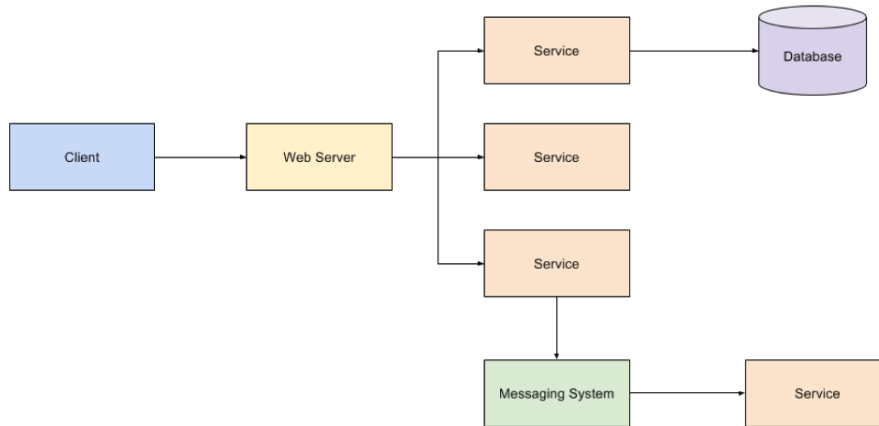 Service
Database
Client
Web Server
Service
Service
Messaging System
Service